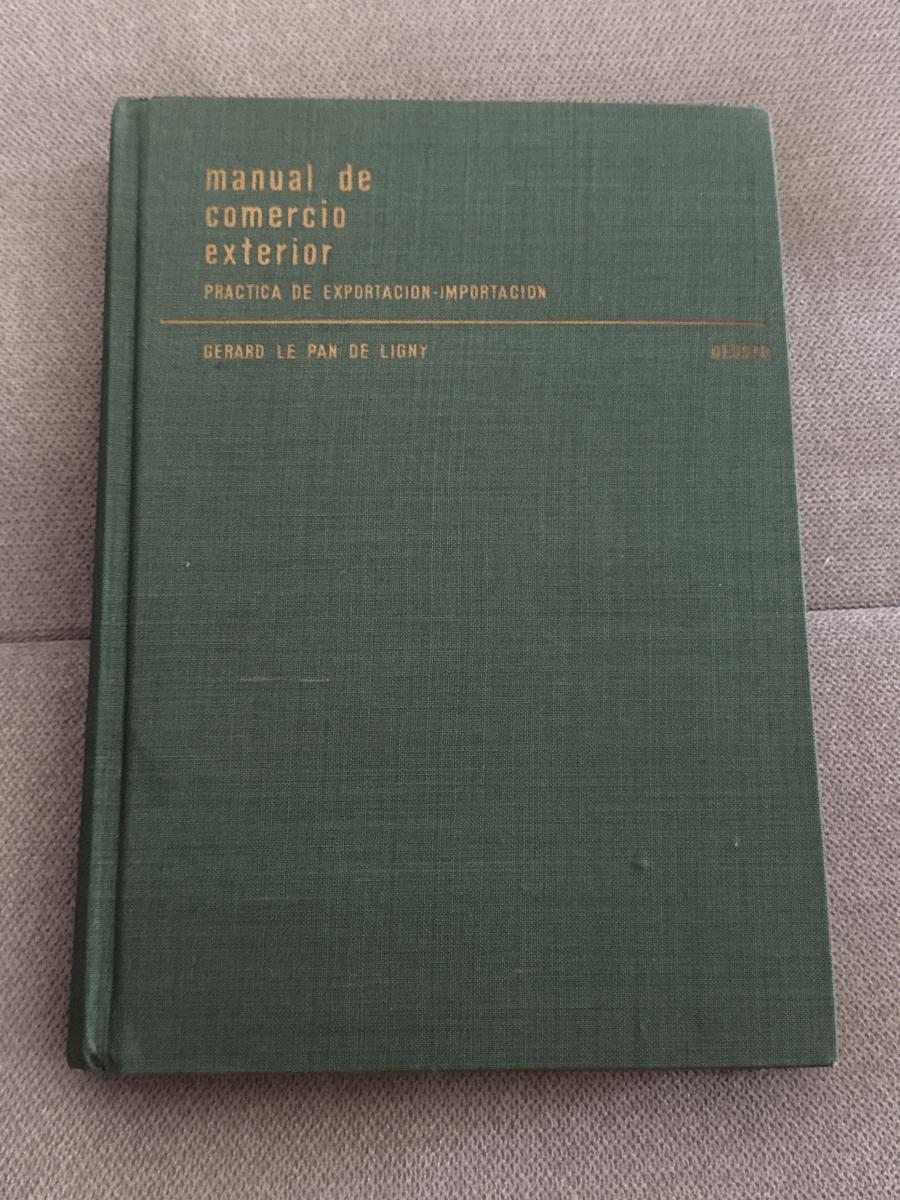 manual de
comercio
exterior
PRACTICA DE EXPORTACION-IMPORTACION
GERARD LE PAN DE LIGNY DEUSTO